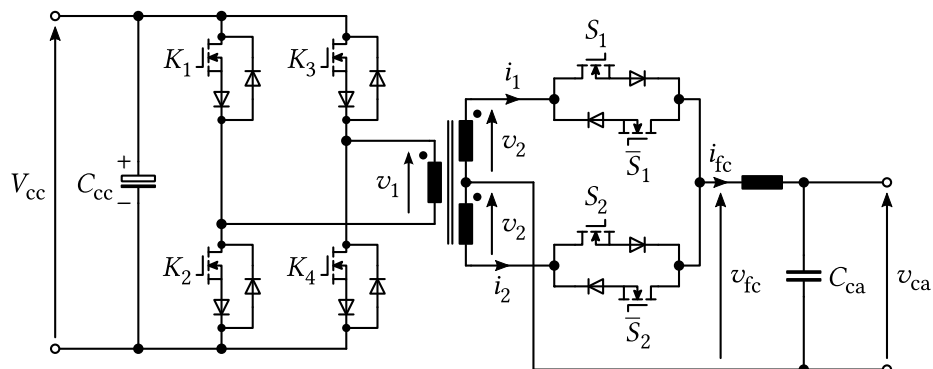 S1
K1
K3
i1
+
v2
S̅1
ifc
Vcc
Ccc
v1
−
S2
K2
K4
v2
vfc
Cca
vca
i2
S̅2